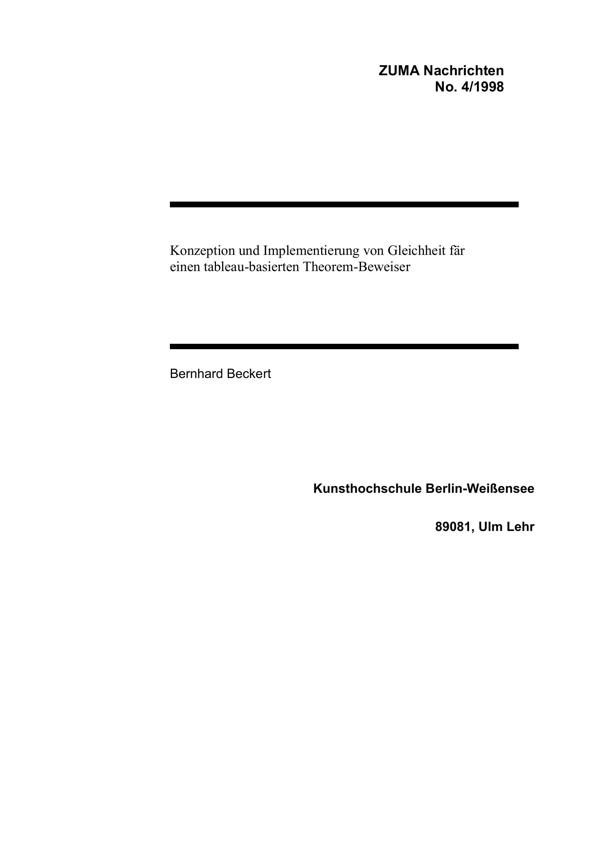 ZUMA Nachrichten
No. 4/1998
Konzeption und Implementierung von Gleichheit fär
einen tableau-basierten Theorem-Beweiser
Bernhard Beckert
Kunsthochschule Berlin-Weißensee
89081, Ulm Lehr